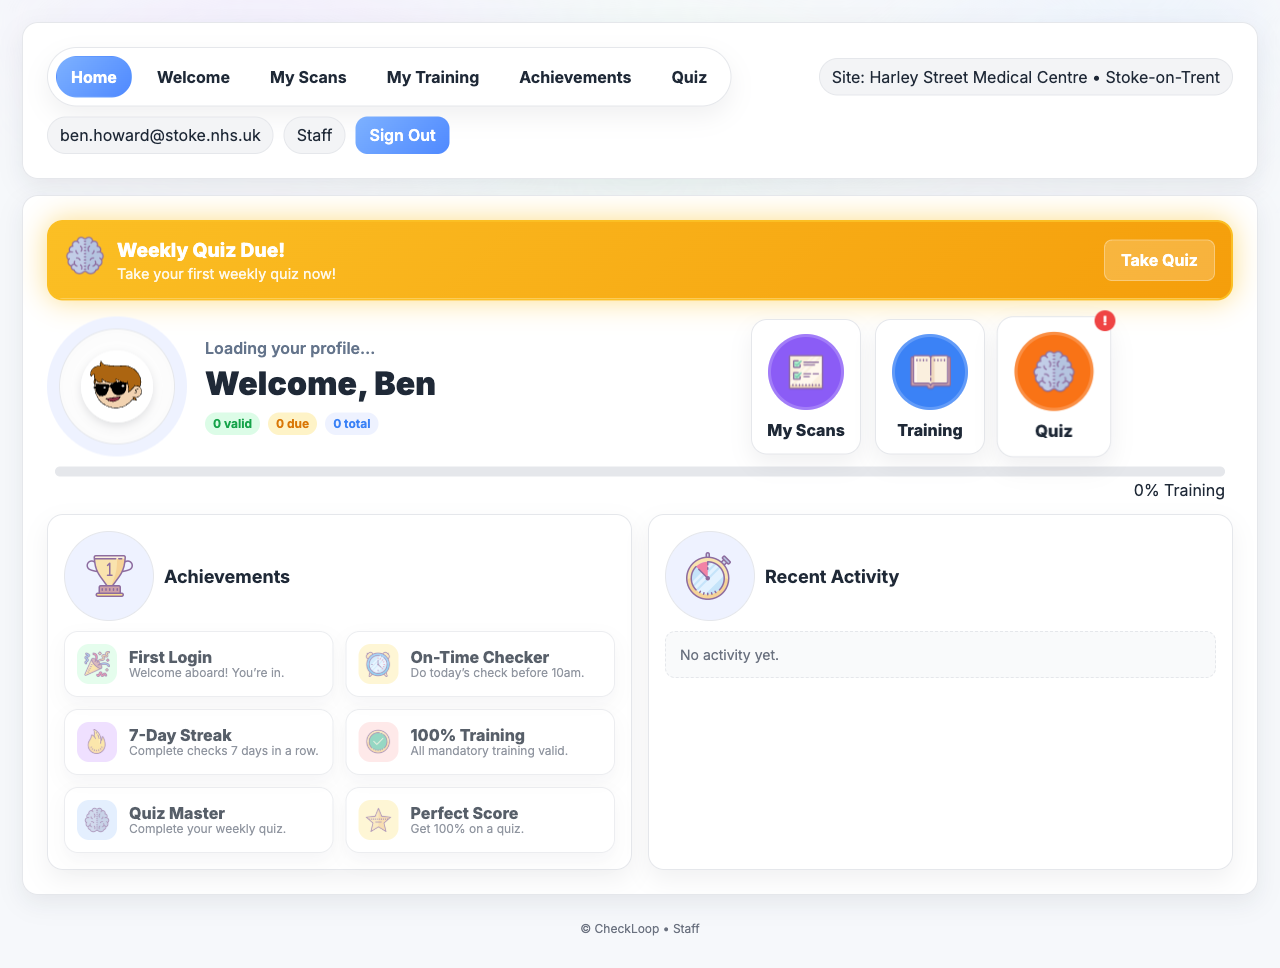 Home
Welcome
My Scans
My Training
Achievements
Quiz
Site: Harley Street Medical Centre • Stoke-on-Trent
ben.howard@stoke.nhs.uk
Staff
Sign Out
Weekly Quiz Due!
Take your first weekly quiz now!
Take Quiz
Loading your profile...
Welcome, Ben
0 valid
0 due
0 total
My Scans
Training
!
Quiz
0% Training
1
Achievements
First Login
Welcome aboard! You’re in.
On-Time Checker
Do today’s check before 10am.
7-Day Streak
Complete checks 7 days in a row.
100% Training
All mandatory training valid.
Quiz Master
Complete your weekly quiz.
Perfect Score
Get 100% on a quiz.
Recent Activity
No activity yet.
© CheckLoop • Staff